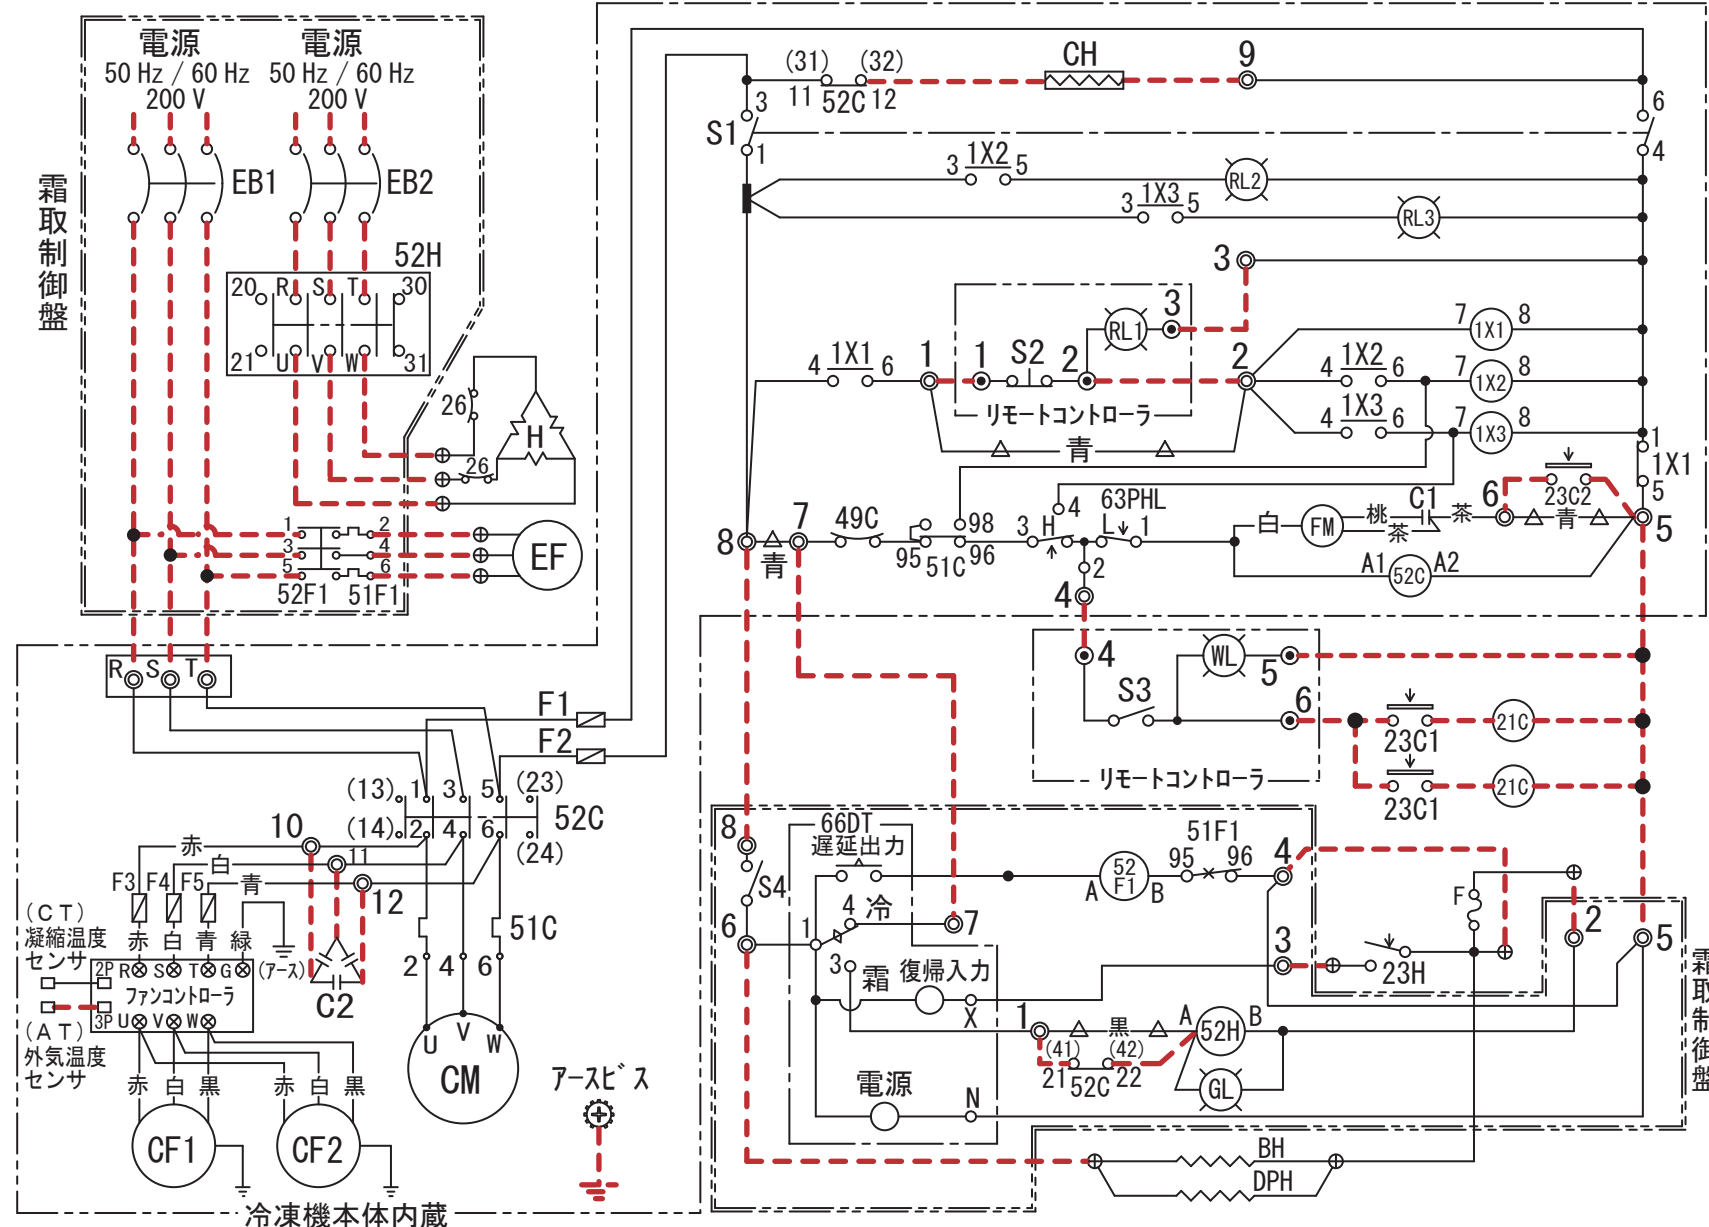 電源 電源
50 Hz / 60 Hz 50 Hz / 60 Hz
200 V 200 V
EB1 EB2
霜取制御盤
52H
20 R S T 30
21 U V W 31
26
H
26
1 2
3 4
5 6
52F1 51F1
EF
R S T
F1
F2
(13) 1 3 5 (23)
(14) 2 4 6 (24)
52C
10
11
12
赤
白
青
F3 F4 F5
(CT)
凝縮温度
センサ
赤 白 青 緑
2P R S T G (アース)
ファンコントローラ
3P U V W
(AT)
外気温度
センサ
C2
51C
2 4 6
U V W
CM
赤 白 黒 赤 白 黒
CF1 CF2
アースビス
冷凍機本体内蔵
(31) (32) CH 9
11 52C 12
3 6
S1
1 4
3 1X2 5 RL2
3 1X3 5 RL3
3
RL1 3
4 1X1 6 1 1 S2 2 2
リモートコントローラ
青
7 1X1 8
4 1X2 6 7 1X2 8
4 1X3 6 7 1X3 8
1
1X1
5
8 青 7 49C 98
95 51C 96
3 H 4 63PHL L 1
2
4
白 FM 桃 C1 茶 6 23C2
茶 青 5
A1 52C A2
4 WL 5
S3 6
リモートコントローラ
23C1 21C
23C1 21C
8 66DT
遅延出力
S4
6
A 52 F1 B 51F1
95 96 4
1 4 冷 7
3 霜 復帰入力
X
電源 N
3 23H
F
2 5
1 黒 A 52H B
(41) (42)
21 52C 22
GL
霜取制御盤
BH
DPH